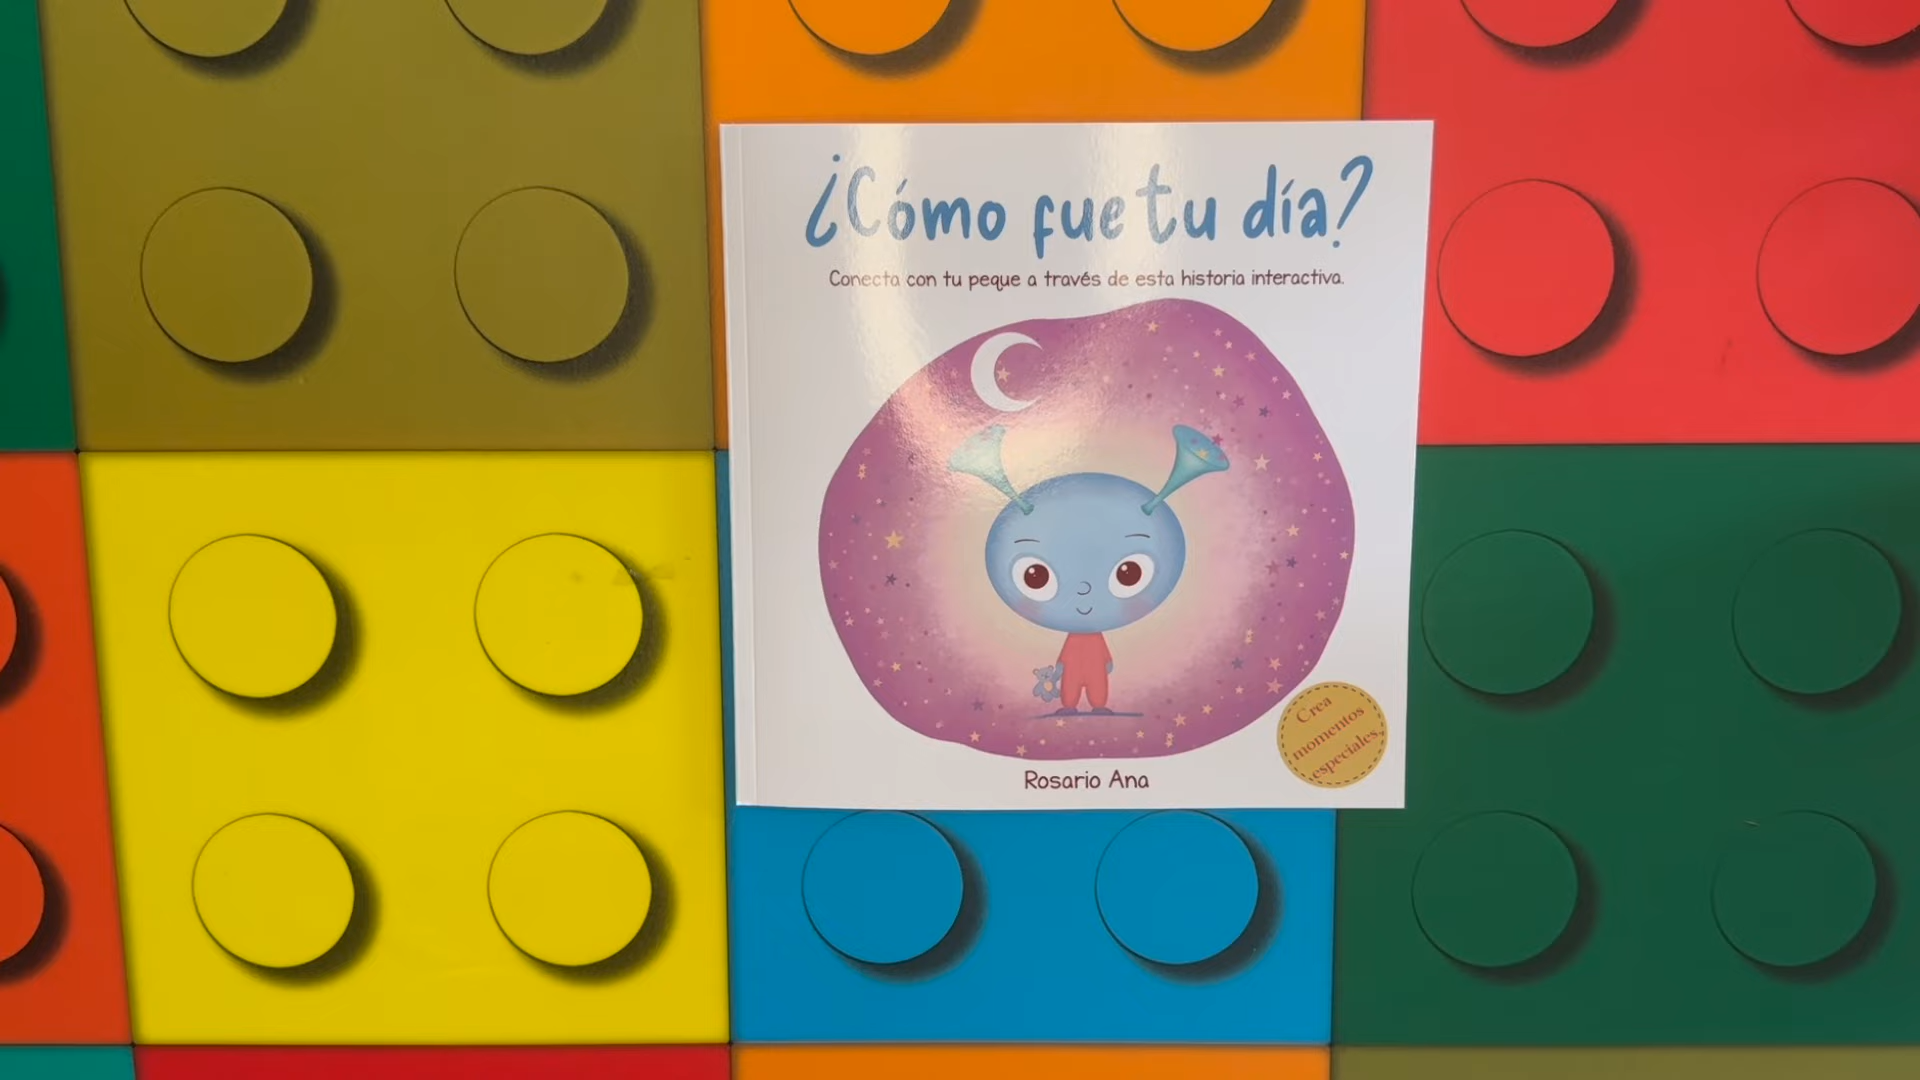 ¿Cómo fue tu día?
Conecta con tu peque a través de esta historia interactiva.
Crea
momentos
especiales.
Rosario Ana